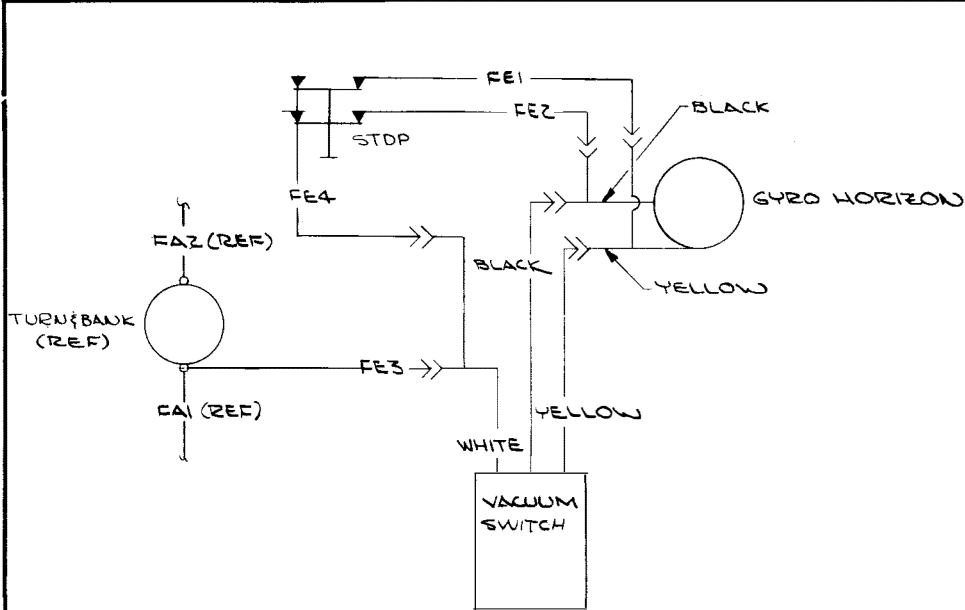 FE1
BLACK
FE2
STOP
FE4
GYRO HORIZON
FA2 (REF)
BLACK
YELLOW
TURN & BANK
(REF)
FE3
FA1 (REF)
YELLOW
WHITE
VACUUM
SWITCH